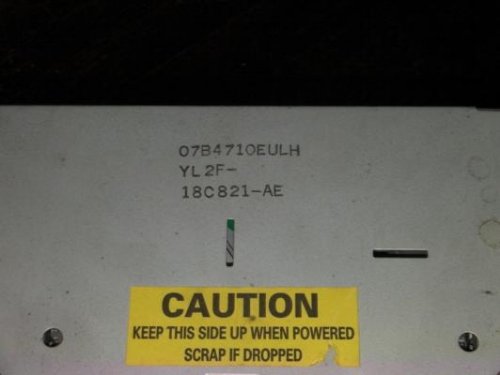 07B4710EULH
YL2F-
18C821-AE
CAUTION
KEEP THIS SIDE UP WHEN POWERED
SCRAP IF DROPPED